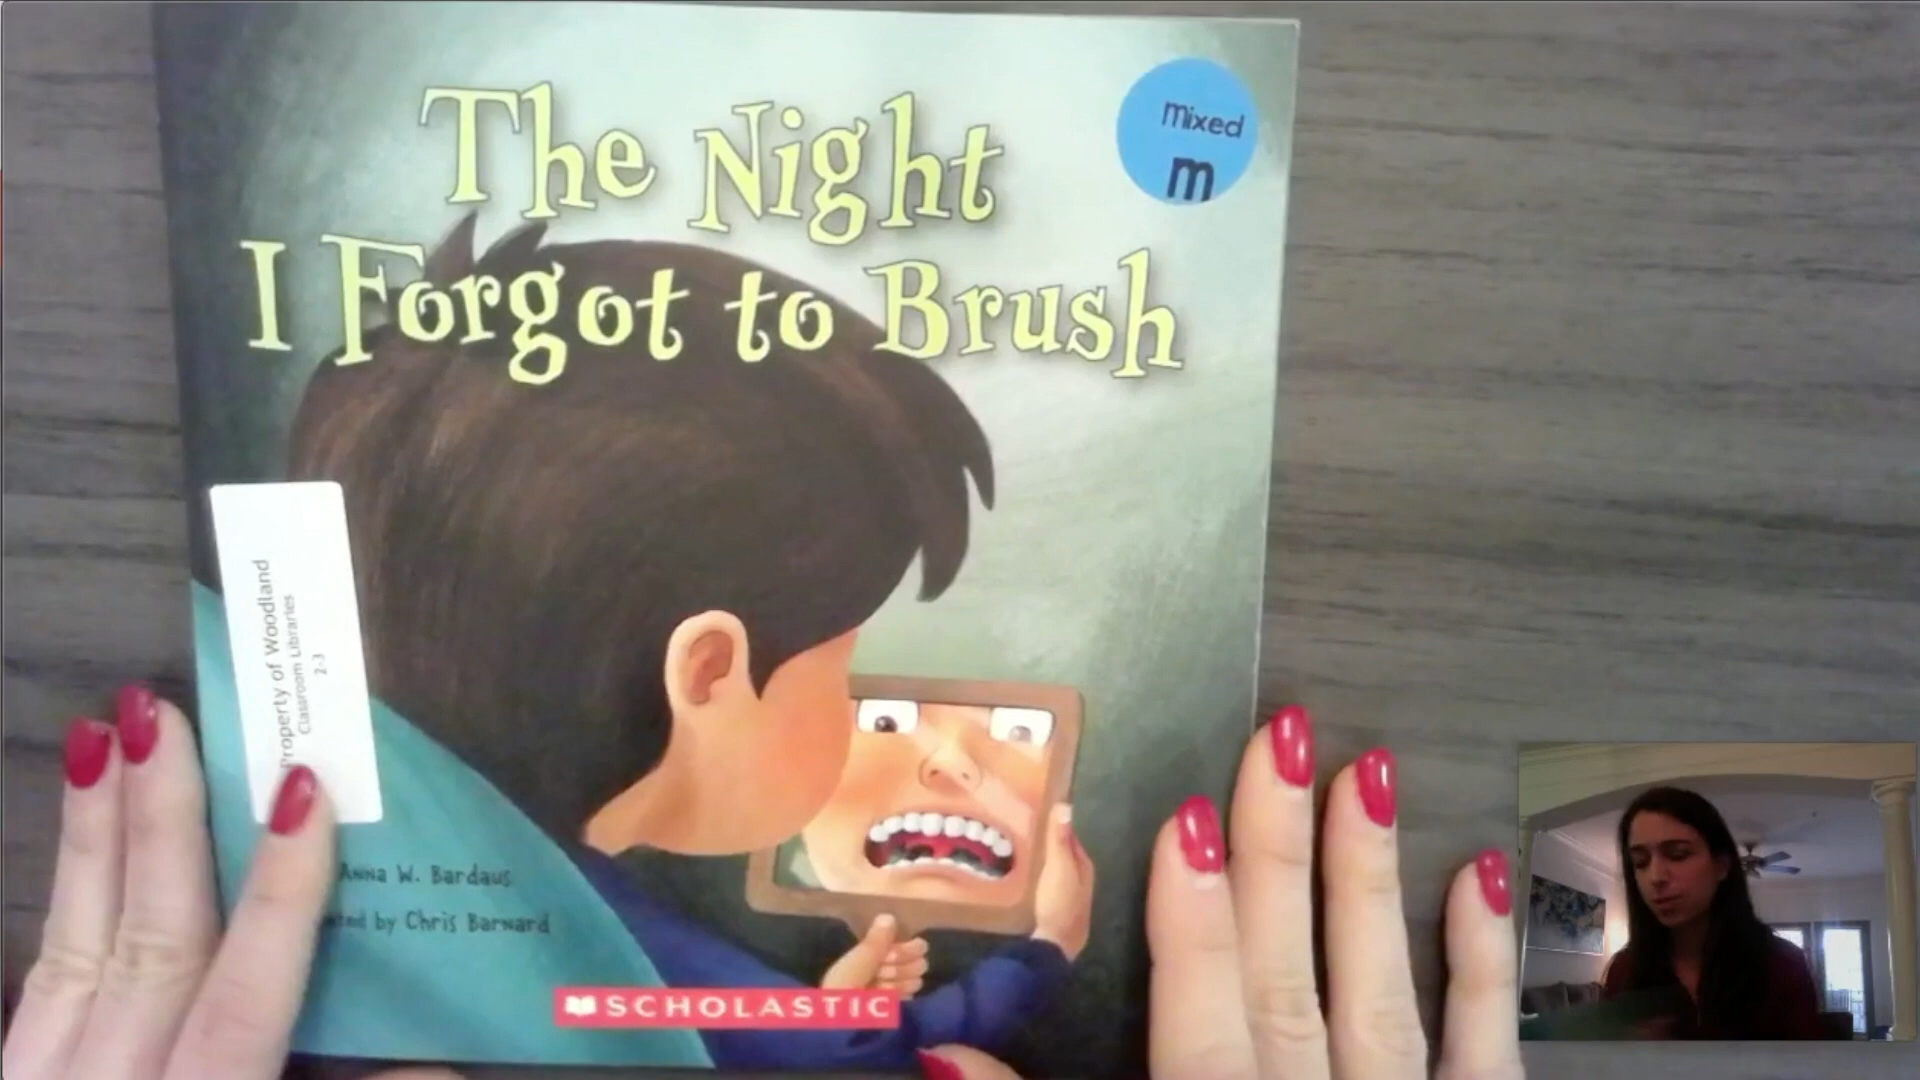 The Night
I Forgot to Brush
mixed
m
Property of Woodland
Classroom Libraries
2-3
Anna W. Bardaus
by Chris Barnard
SCHOLASTIC